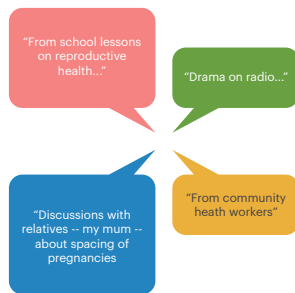 “From school lessons
on reproductive
health...”
“Drama on radio...”
“Discussions with
relatives -- my mum --
about spacing of
pregnancies
“From community
heath workers”